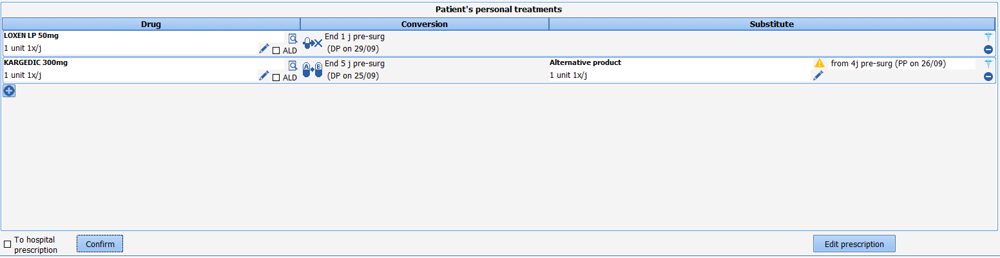 Patient's personal treatments
Drug Conversion Substitute
LOXEN LP 50mg
1 unit 1x/j
ALD
End 1 j pre-surg
(DP on 29/09)
KARGEDIC 300mg
1 unit 1x/j
ALD
A B
End 5 j pre-surg
(DP on 25/09)
Alternative product
1 unit 1x/j
from 4j pre-surg (PP on 26/09)
To hospital
prescription
Confirm
Edit prescription